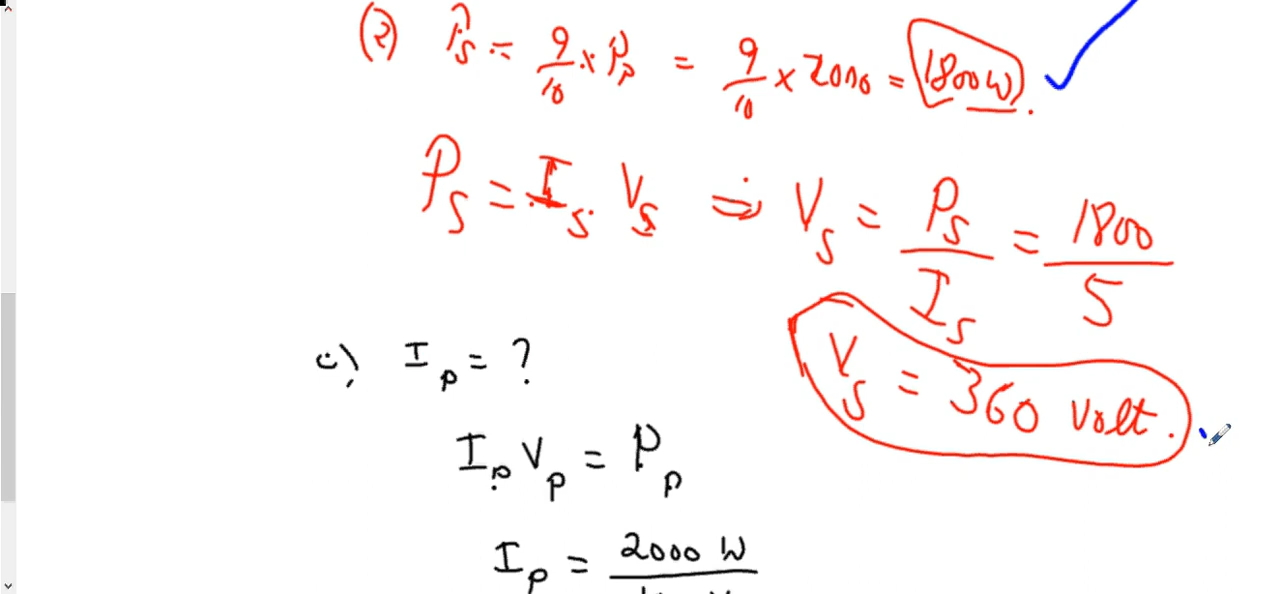 (2) Ps = 9/10 × Pp = 9/10 × 2000 = 1800W.
Ps = Is Vs ⇒ Vs = Ps/Is = 1800/5
Vs = 360 Volt.
c) Ip = ?
Ip Vp = Pp
Ip = 2000 W